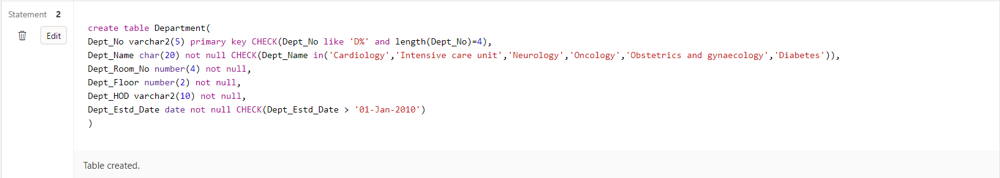 Statement 2
Edit
create table Department(
Dept_No varchar2(5) primary key CHECK(Dept_No like 'D%' and length(Dept_No)=4),
Dept_Name char(20) not null CHECK(Dept_Name in('Cardiology','Intensive care unit','Neurology','Oncology','Obstetrics and gynaecology','Diabetes')),
Dept_Room_No number(4) not null,
Dept_Floor number(2) not null,
Dept_HOD varchar2(10) not null,
Dept_Estd_Date date not null CHECK(Dept_Estd_Date > '01-Jan-2010')
)
Table created.